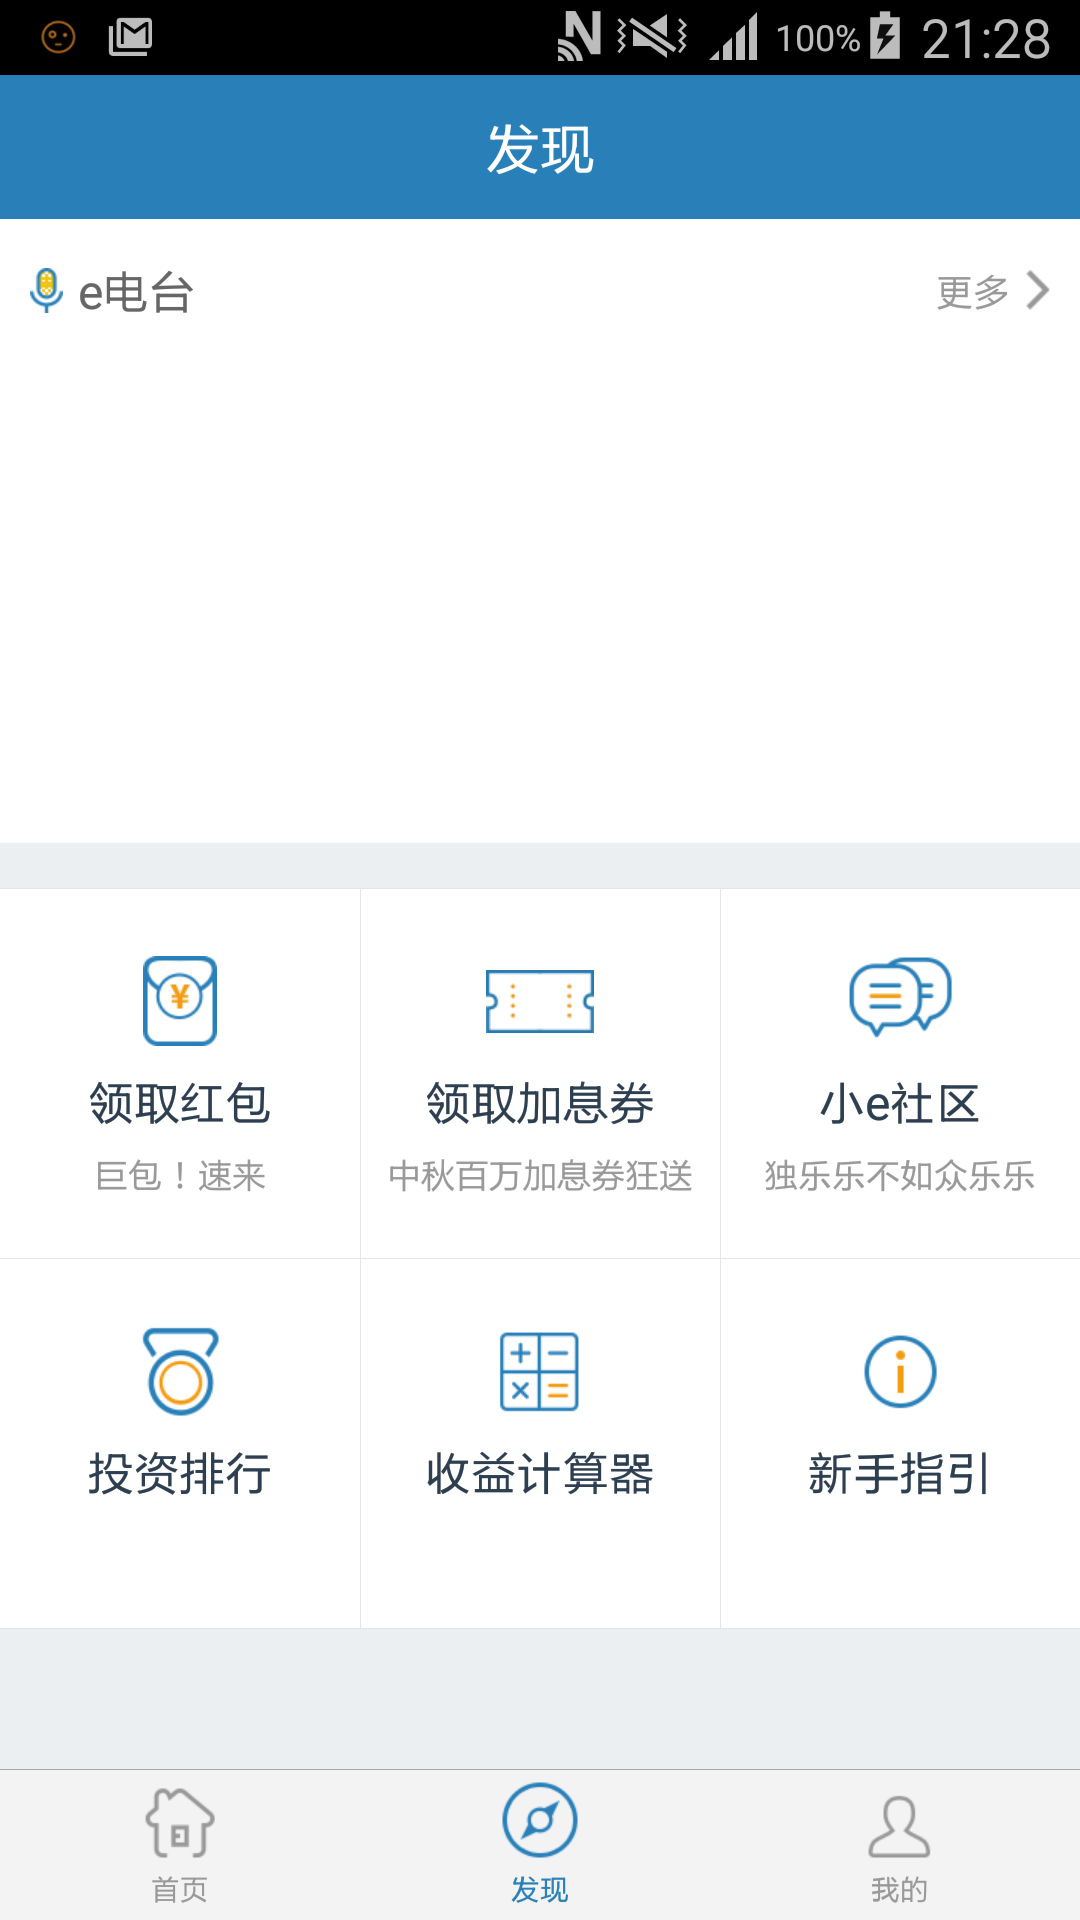 100% 21:28
发现
e电台 更多
领取红包 领取加息券 小e社区
巨包！速来 中秋百万加息券狂送 独乐乐不如众乐乐
投资排行 收益计算器 新手指引
首页 发现 我的